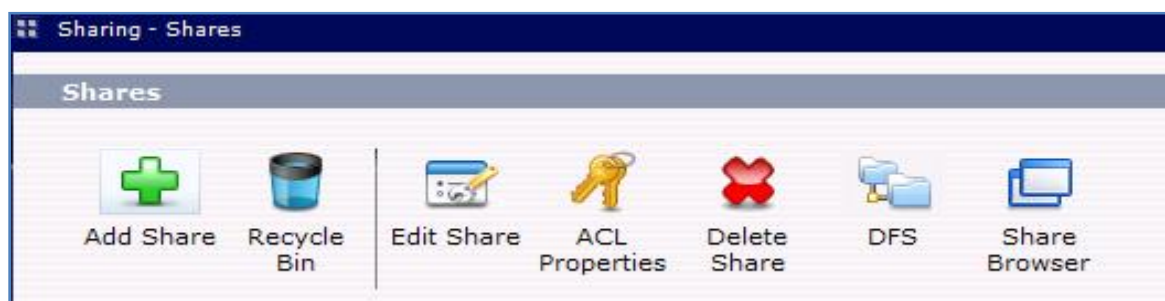 Sharing - Shares
Shares
Add Share
Recycle
Bin
Edit Share
ACL
Properties
Delete
Share
DFS
Share
Browser